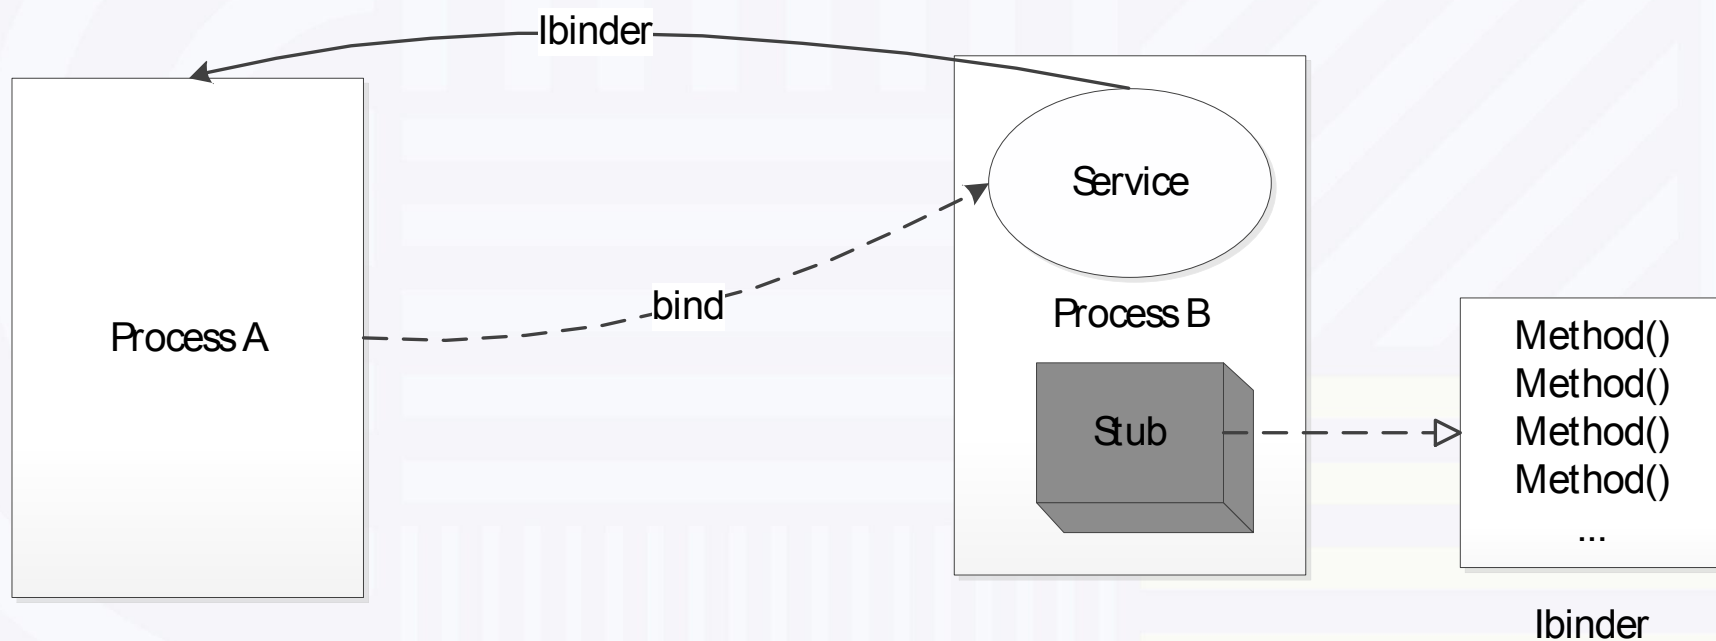 Ibinder
Service
bind
Process B
Process A
Method()
Method()
Stub
Method()
Method()
...
Ibinder